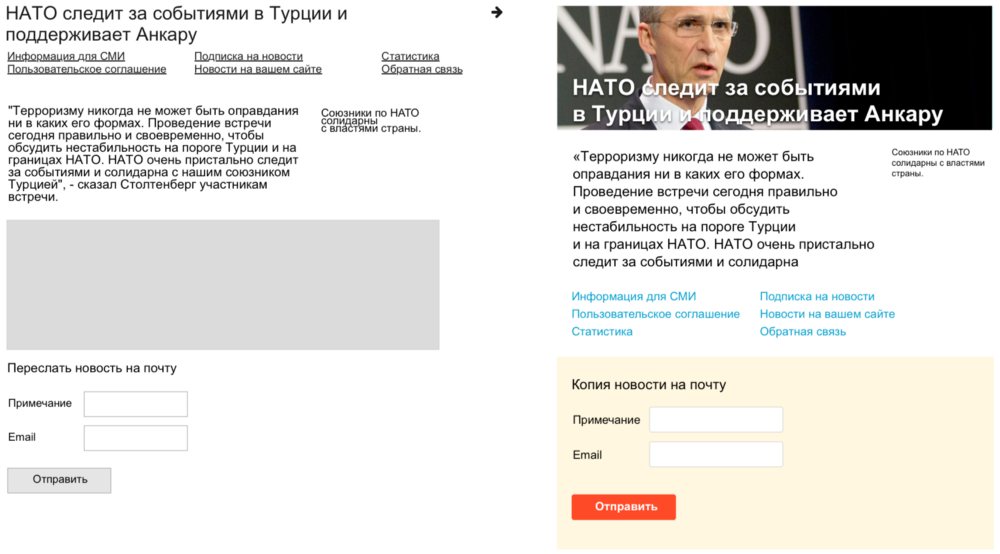 НАТО следит за событиями в Турции и
поддерживает Анкару
Информация для СМИ
Подписка на новости
Статистика
Пользовательское соглашение
Новости на вашем сайте
Обратная связь
"Терроризму никогда не может быть оправдания
ни в каких его формах. Проведение встречи
сегодня правильно и своевременно, чтобы
обсудить нестабильность на пороге Турции и на
границах НАТО. НАТО очень пристально следит
за событиями и солидарна с нашим союзником
Турцией", - сказал Столтенберг участникам
встречи.
Союзники по НАТО
солидарны
с властями страны.
Переслать новость на почту
Примечание
Email
Отправить
NATO
НАТО следит за событиями
в Турции и поддерживает Анкару
«Терроризму никогда не может быть
оправдания ни в каких его формах.
Проведение встречи сегодня правильно
и своевременно, чтобы обсудить
нестабильность на пороге Турции
и на границах НАТО. НАТО очень пристально
следит за событиями и солидарна
Союзники по НАТО
солидарны с властями
страны.
Информация для СМИ
Подписка на новости
Пользовательское соглашение
Новости на вашем сайте
Статистика
Обратная связь
Копия новости на почту
Примечание
Email
Отправить